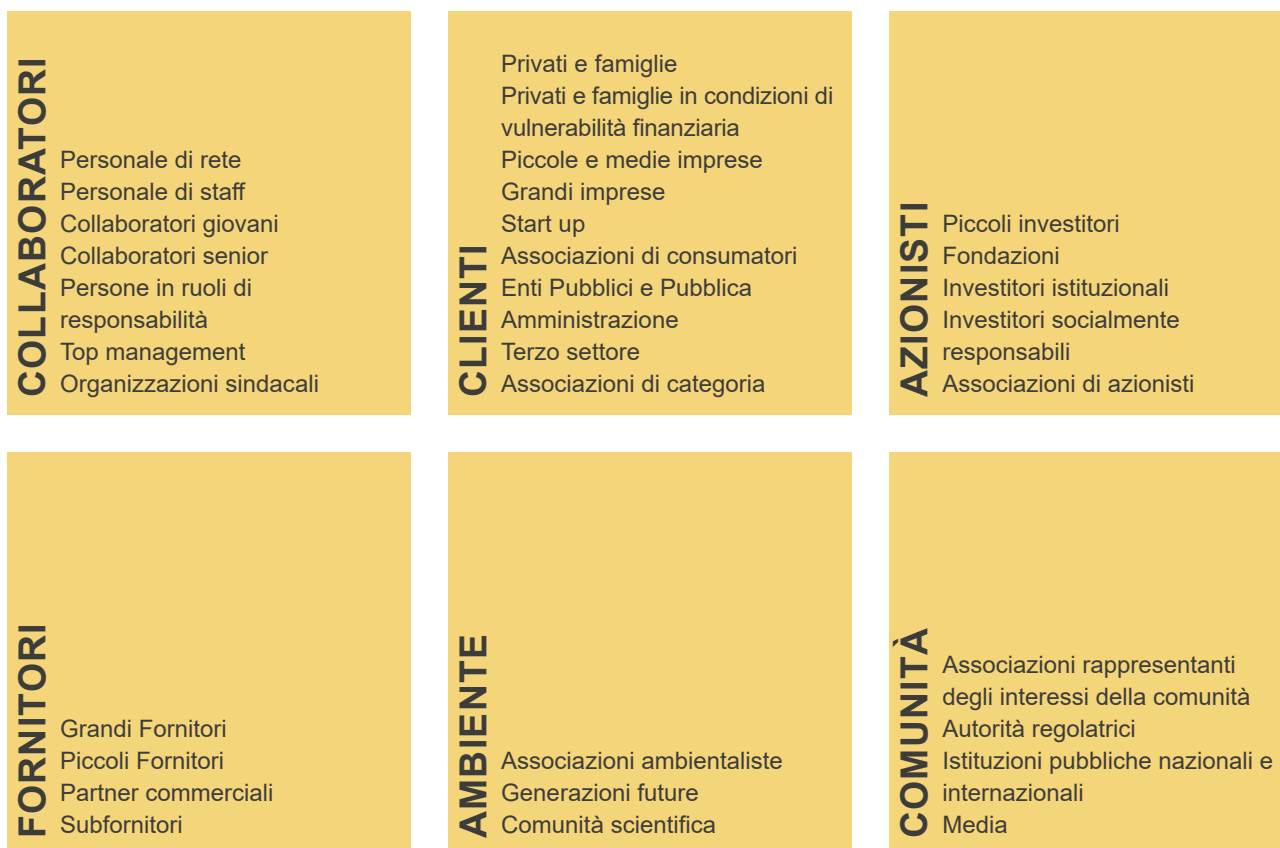 COLLABORATORI
Personale di rete
Personale di staff
Collaboratori giovani
Collaboratori senior
Persone in ruoli di
responsabilità
Top management
Organizzazioni sindacali
CLIENTI
Privati e famiglie
Privati e famiglie in condizioni di
vulnerabilità finanziaria
Piccole e medie imprese
Grandi imprese
Start up
Associazioni di consumatori
Enti Pubblici e Pubblica
Amministrazione
Terzo settore
Associazioni di categoria
AZIONISTI
Piccoli investitori
Fondazioni
Investitori istituzionali
Investitori socialmente
responsabili
Associazioni di azionisti
FORNITORI
Grandi Fornitori
Piccoli Fornitori
Partner commerciali
Subfornitori
AMBIENTE
Associazioni ambientaliste
Generazioni future
Comunità scientifica
COMUNITÀ
Associazioni rappresentanti
degli interessi della comunità
Autorità regolatrici
Istituzioni pubbliche nazionali e
internazionali
Media